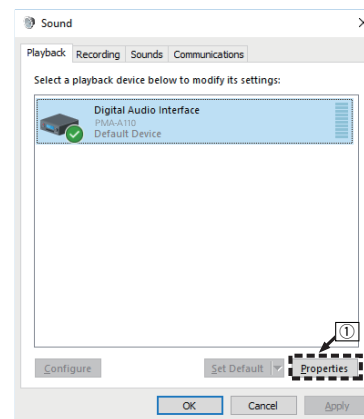 Sound
Playback Recording Sounds Communications
Select a playback device below to modify its settings:
Digital Audio Interface
PMA-A110
Default Device
①
Configure Set Default Properties
OK Cancel Apply